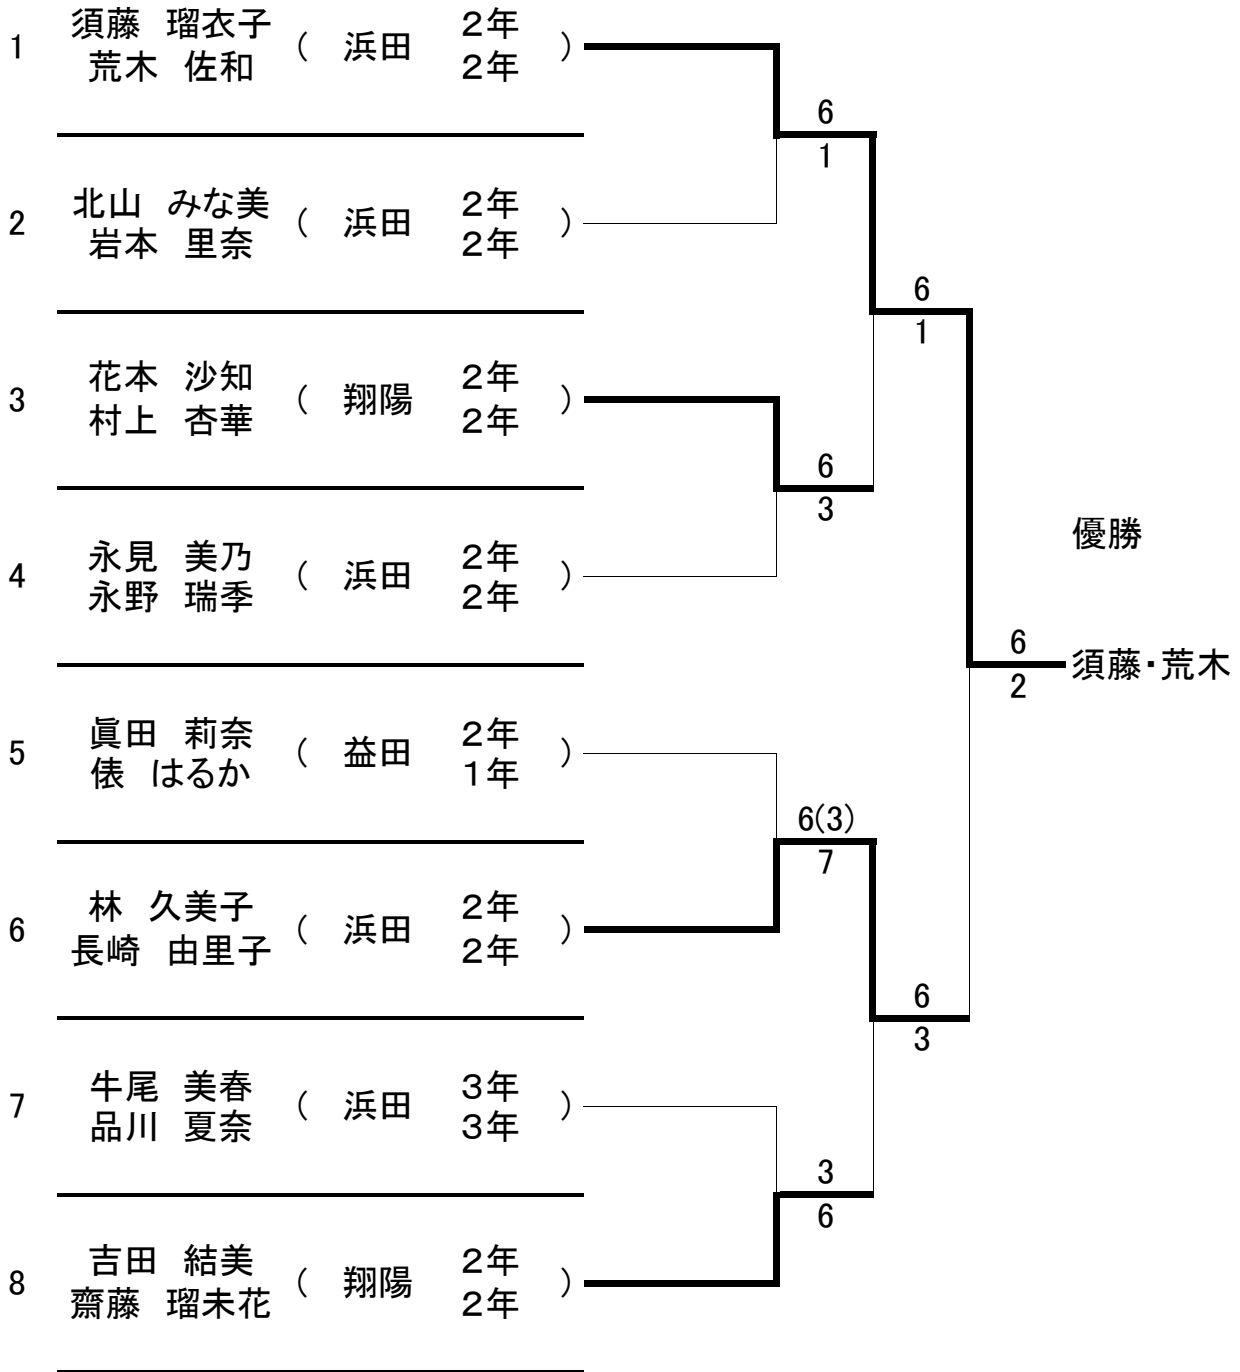 1 須藤 瑠衣子 ( 浜田 2年 )
荒木 佐和 2年
6
1
2 北山 みな美 ( 浜田 2年 )
岩本 里奈 2年
6
1
3 花本 沙知 ( 翔陽 2年 )
村上 杏華 2年
6
3
4 永見 美乃 ( 浜田 2年 )
永野 瑞季 2年
優勝
6
2
須藤・荒木
5 眞田 莉奈 ( 益田 2年 )
俵 はるか 1年
6(3)
7
6 林 久美子 ( 浜田 2年 )
長崎 由里子 2年
6
3
7 牛尾 美春 ( 浜田 3年 )
品川 夏奈 3年
3
6
8 吉田 結美 ( 翔陽 2年 )
齋藤 瑠未花 2年